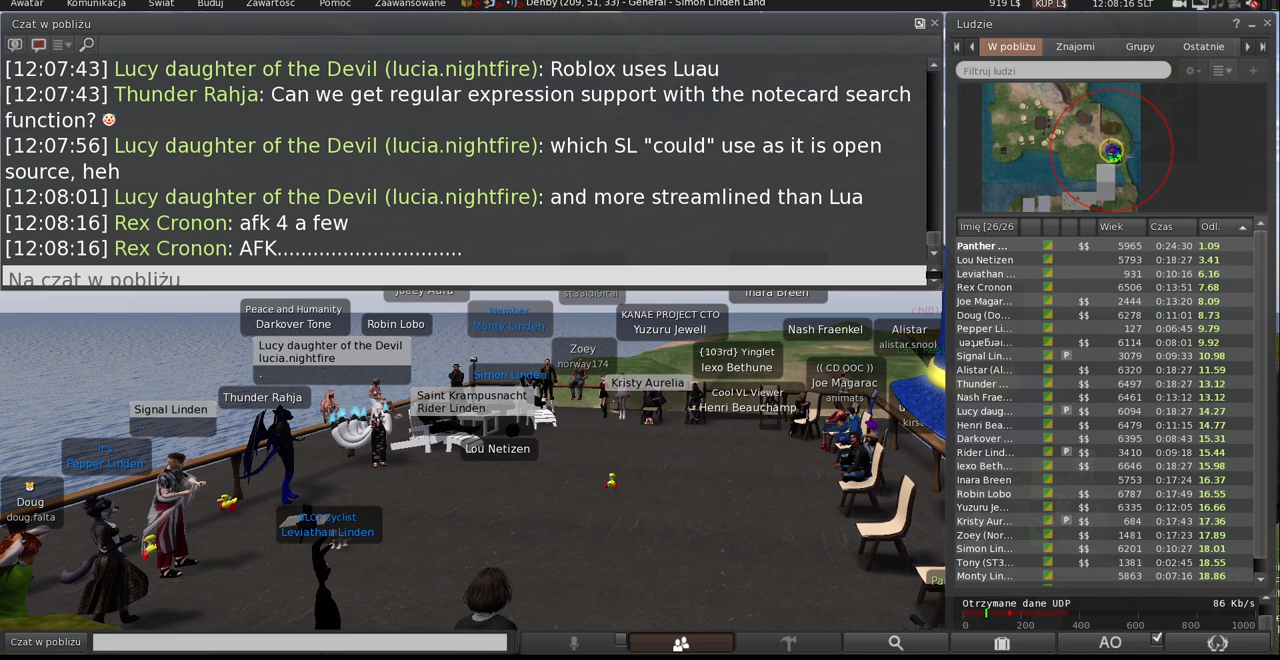 Awatar Komunikacja Świat Buduj Zawartość Pomoc Zaawansowane Denby (209, 51, 33) - General - Simon Linden Land 919 L$ KUP L$ 12:08:16 SLT
Czat w pobliżu
[12:07:43] Lucy daughter of the Devil (lucia.nightfire): Roblox uses Luau
[12:07:43] Thunder Rahja: Can we get regular expression support with the notecard search
function? 🤡
[12:07:56] Lucy daughter of the Devil (lucia.nightfire): which SL "could" use as it is open
source, heh
[12:08:01] Lucy daughter of the Devil (lucia.nightfire): and more streamlined than Lua
[12:08:16] Rex Cronon: afk 4 a few
[12:08:16] Rex Cronon: AFK..............................
Na czat w pobliżu
Joeey Aura
st33ldi9ital
Inara Breen
Peace and Humanity
Darkover Tone
Robin Lobo
Member
Monty Linden
KANAE PROJECT CTO
Yuzuru Jewell
Nash Fraenkel
Alistar
alistar.snook
Lucy daughter of the Devil
lucia.nightfire
.
Zoey
norway174
{103rd} Yinglet
Iexo Bethune
Simon Linden
Kristy Aurelia
(( CD OOC ))
Joe Magarac
animats
Thunder Rahja
Saint Krampusnacht
Rider Linden
Cool VL Viewer
Henri Beauchamp
Signal Linden
Lou Netizen
It's
Pepper Linden
Doug
doug.falta
SLOB Cyclist
Leviathan Linden
Czat w pobliżu
Ludzie
? _ ×
W pobliżu Znajomi Grupy Ostatnie
Filtruj ludzi
Imię [26/26 Wiek Czas Odl.
Panther ... $$ 5965 0:24:30 1.09
Lou Netizen 5793 0:18:27 3.41
Leviathan ... 931 0:10:16 6.16
Rex Cronon 6506 0:13:51 7.68
Joe Magar... $$ 2444 0:13:20 8.09
Doug (Do... $$ 6278 0:11:01 8.73
Pepper Li... 127 0:06:45 9.79
$$ 6114 0:08:01 9.92
Signal Lin... P 3079 0:09:33 10.98
Alistar (Al... $$ 6320 0:18:27 11.59
Thunder ... $$ 6497 0:18:27 13.12
Nash Frae... $$ 6461 0:13:12 13.12
Lucy daug... P $$ 6094 0:18:27 14.27
Henri Bea... $$ 6479 0:11:15 14.77
Darkover ... $$ 6395 0:08:43 15.31
Rider Lind... P $$ 3410 0:09:18 15.44
Iexo Beth... $$ 6646 0:18:27 15.98
Inara Breen 5753 0:17:24 16.37
Robin Lobo $$ 6787 0:17:49 16.55
Yuzuru Je... $$ 6335 0:12:05 16.66
Kristy Aur... P $$ 684 0:17:43 17.36
Zoey (Nor... $$ 1481 0:17:23 17.89
Simon Lin... $$ 6201 0:10:27 18.01
Tony (ST3... $$ 1381 0:02:45 18.55
Monty Lin... 5863 0:07:16 18.86
Otrzymane dane UDP 86 Kb/s
0 200 400 600 800 1000
AO